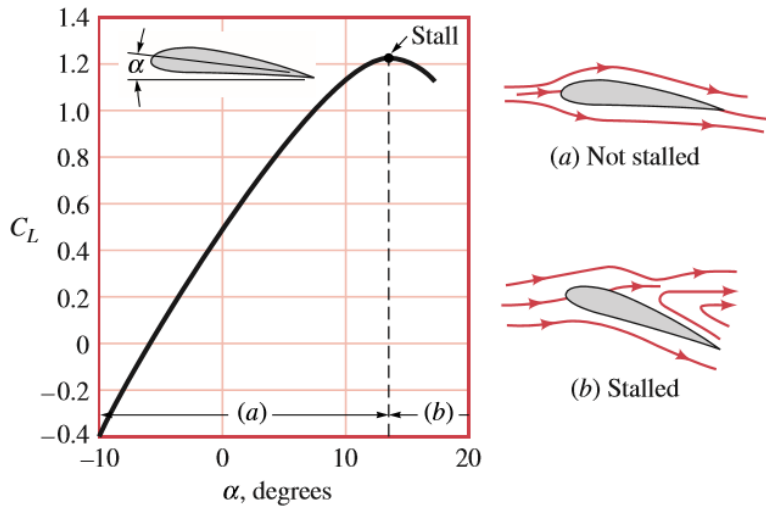 1.4
1.2
1.0
0.8
0.6
0.4
0.2
0
−0.2
−0.4
C_L
−10
0
10
20
α, degrees
α
Stall
(a)
(b)
(a) Not stalled
(b) Stalled